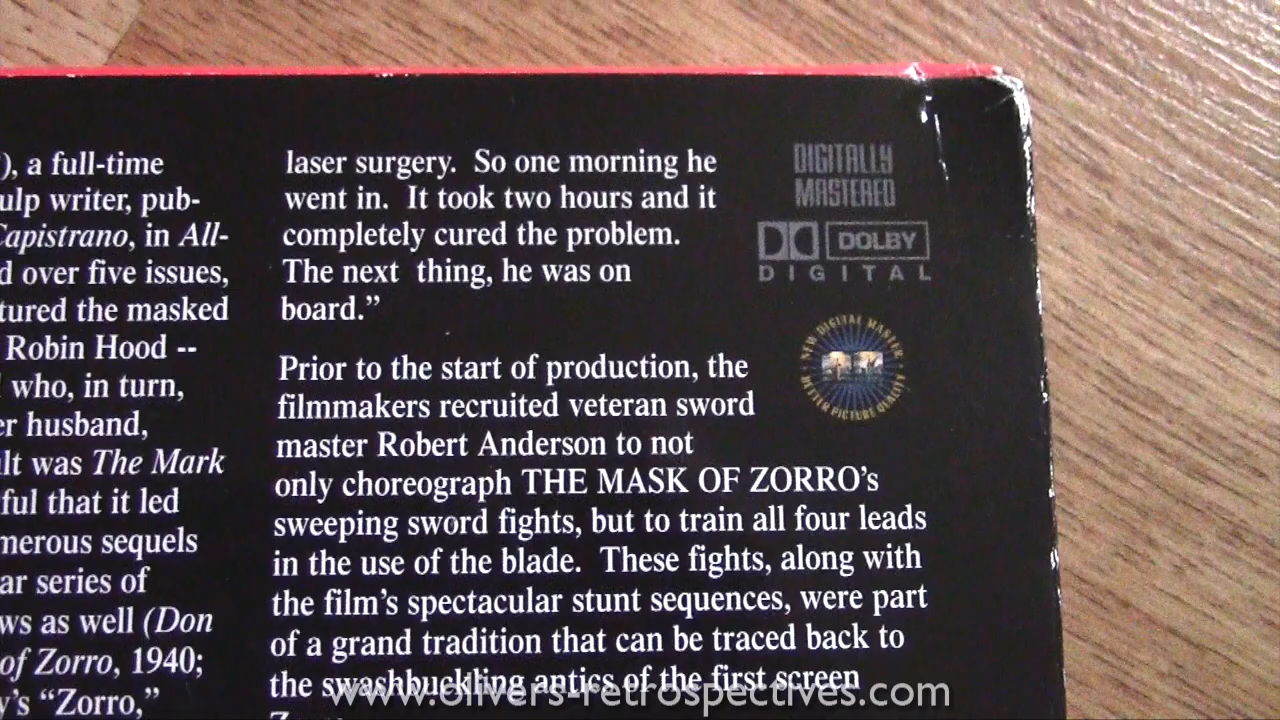 ), a full-time
ulp writer, pub-
Capistrano, in All-
d over five issues,
tured the masked
Robin Hood --
who, in turn,
er husband,
lt was The Mark
ful that it led
merous sequels
ar series of
ws as well (Don
of Zorro, 1940;
y's “Zorro,”
laser surgery.  So one morning he
went in.  It took two hours and it
completely cured the problem.
The next  thing, he was on
board.”
Prior to the start of production, the
filmmakers recruited veteran sword
master Robert Anderson to not
only choreograph THE MASK OF ZORRO's
sweeping sword fights, but to train all four leads
in the use of the blade.  These fights, along with
the film's spectacular stunt sequences, were part
of a grand tradition that can be traced back to
the swashbuckling antics of the first screen
DIGITALLY
MASTERED
DOLBY
DIGITAL
NEW DIGITAL MASTER
BETTER PICTURE QUALITY
www.olivers-retrospectives.com